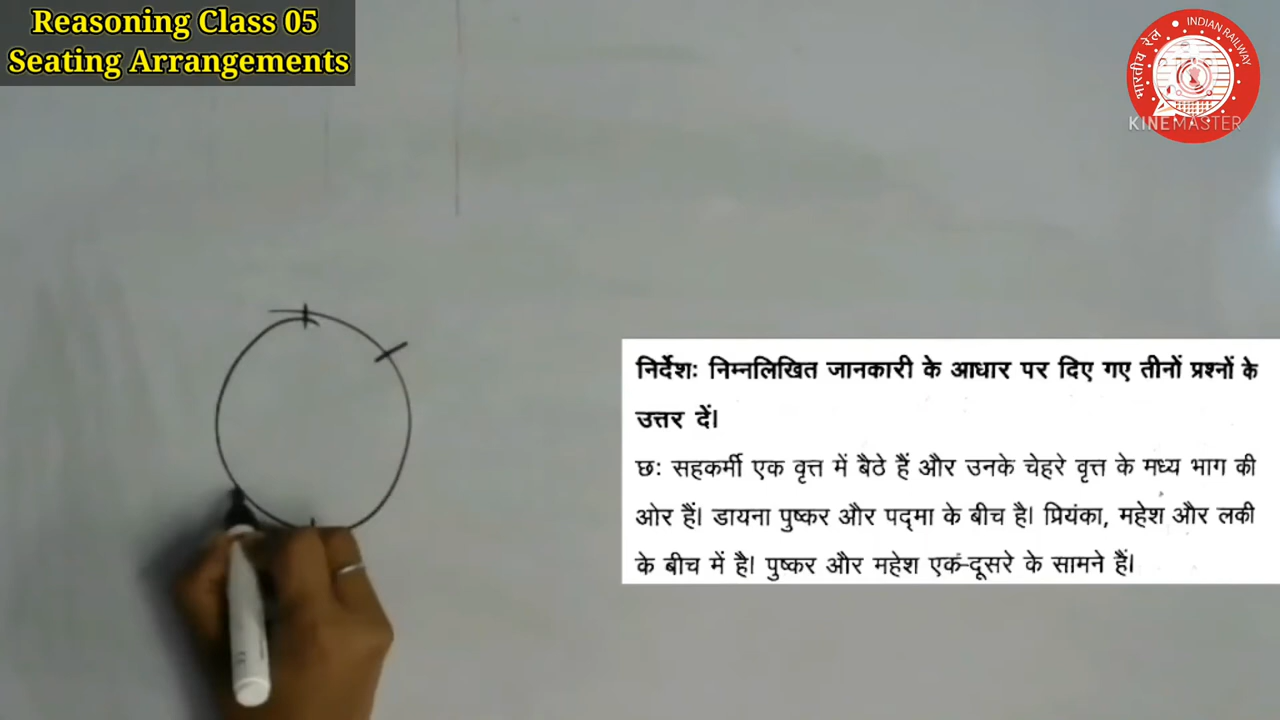 Reasoning Class 05
Seating Arrangements
भारतीय रेल
INDIAN RAILWAY
KINEMASTER
निर्देशः निम्नलिखित जानकारी के आधार पर दिए गए तीनों प्रश्नों के
उत्तर दें।
छः सहकर्मी एक वृत्त में बैठे हैं और उनके चेहरे वृत्त के मध्य भाग की
ओर हैं। डायना पुष्कर और पद्मा के बीच है। प्रियंका, महेश और लकी
के बीच में है। पुष्कर और महेश एक-दूसरे के सामने हैं।